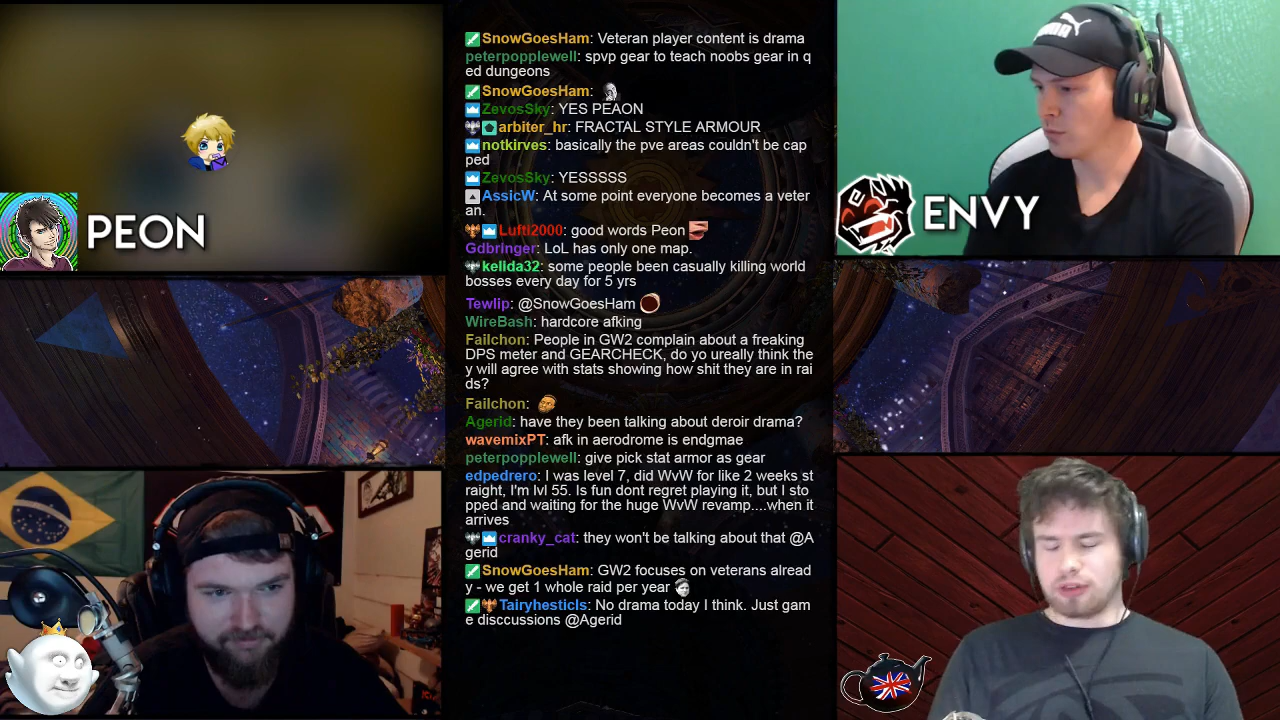 PEON
SnowGoesHam: Veteran player content is drama
peterpopplewell: spvp gear to teach noobs gear in q
ed dungeons
SnowGoesHam:
ZevosSky: YES PEAON
arbiter_hr: FRACTAL STYLE ARMOUR
notkirves: basically the pve areas couldn't be cap
ped
ZevosSky: YESSSSS
AssicW: At some point everyone becomes a veter
an.
Lufti2000: good words Peon
Gdbringer: LoL has only one map.
kellda32: some people been casually killing world
bosses every day for 5 yrs
Tewlip: @SnowGoesHam
WireBash: hardcore afking
Failchon: People in GW2 complain about a freaking
DPS meter and GEARCHECK, do yo ureally think the
y will agree with stats showing how shit they are in rai
ds?
Failchon:
Agerid: have they been talking about deroir drama?
wavemixPT: afk in aerodrome is endgmae
peterpopplewell: give pick stat armor as gear
edpedrero: I was level 7, did WvW for like 2 weeks st
raight, I'm lvl 55. Is fun dont regret playing it, but I sto
pped and waiting for the huge WvW revamp....when it
arrives
cranky_cat: they won't be talking about that @A
gerid
SnowGoesHam: GW2 focuses on veterans alread
y - we get 1 whole raid per year
Tairyhesticls: No drama today I think. Just gam
e disccussions @Agerid
PUMA
ENVY